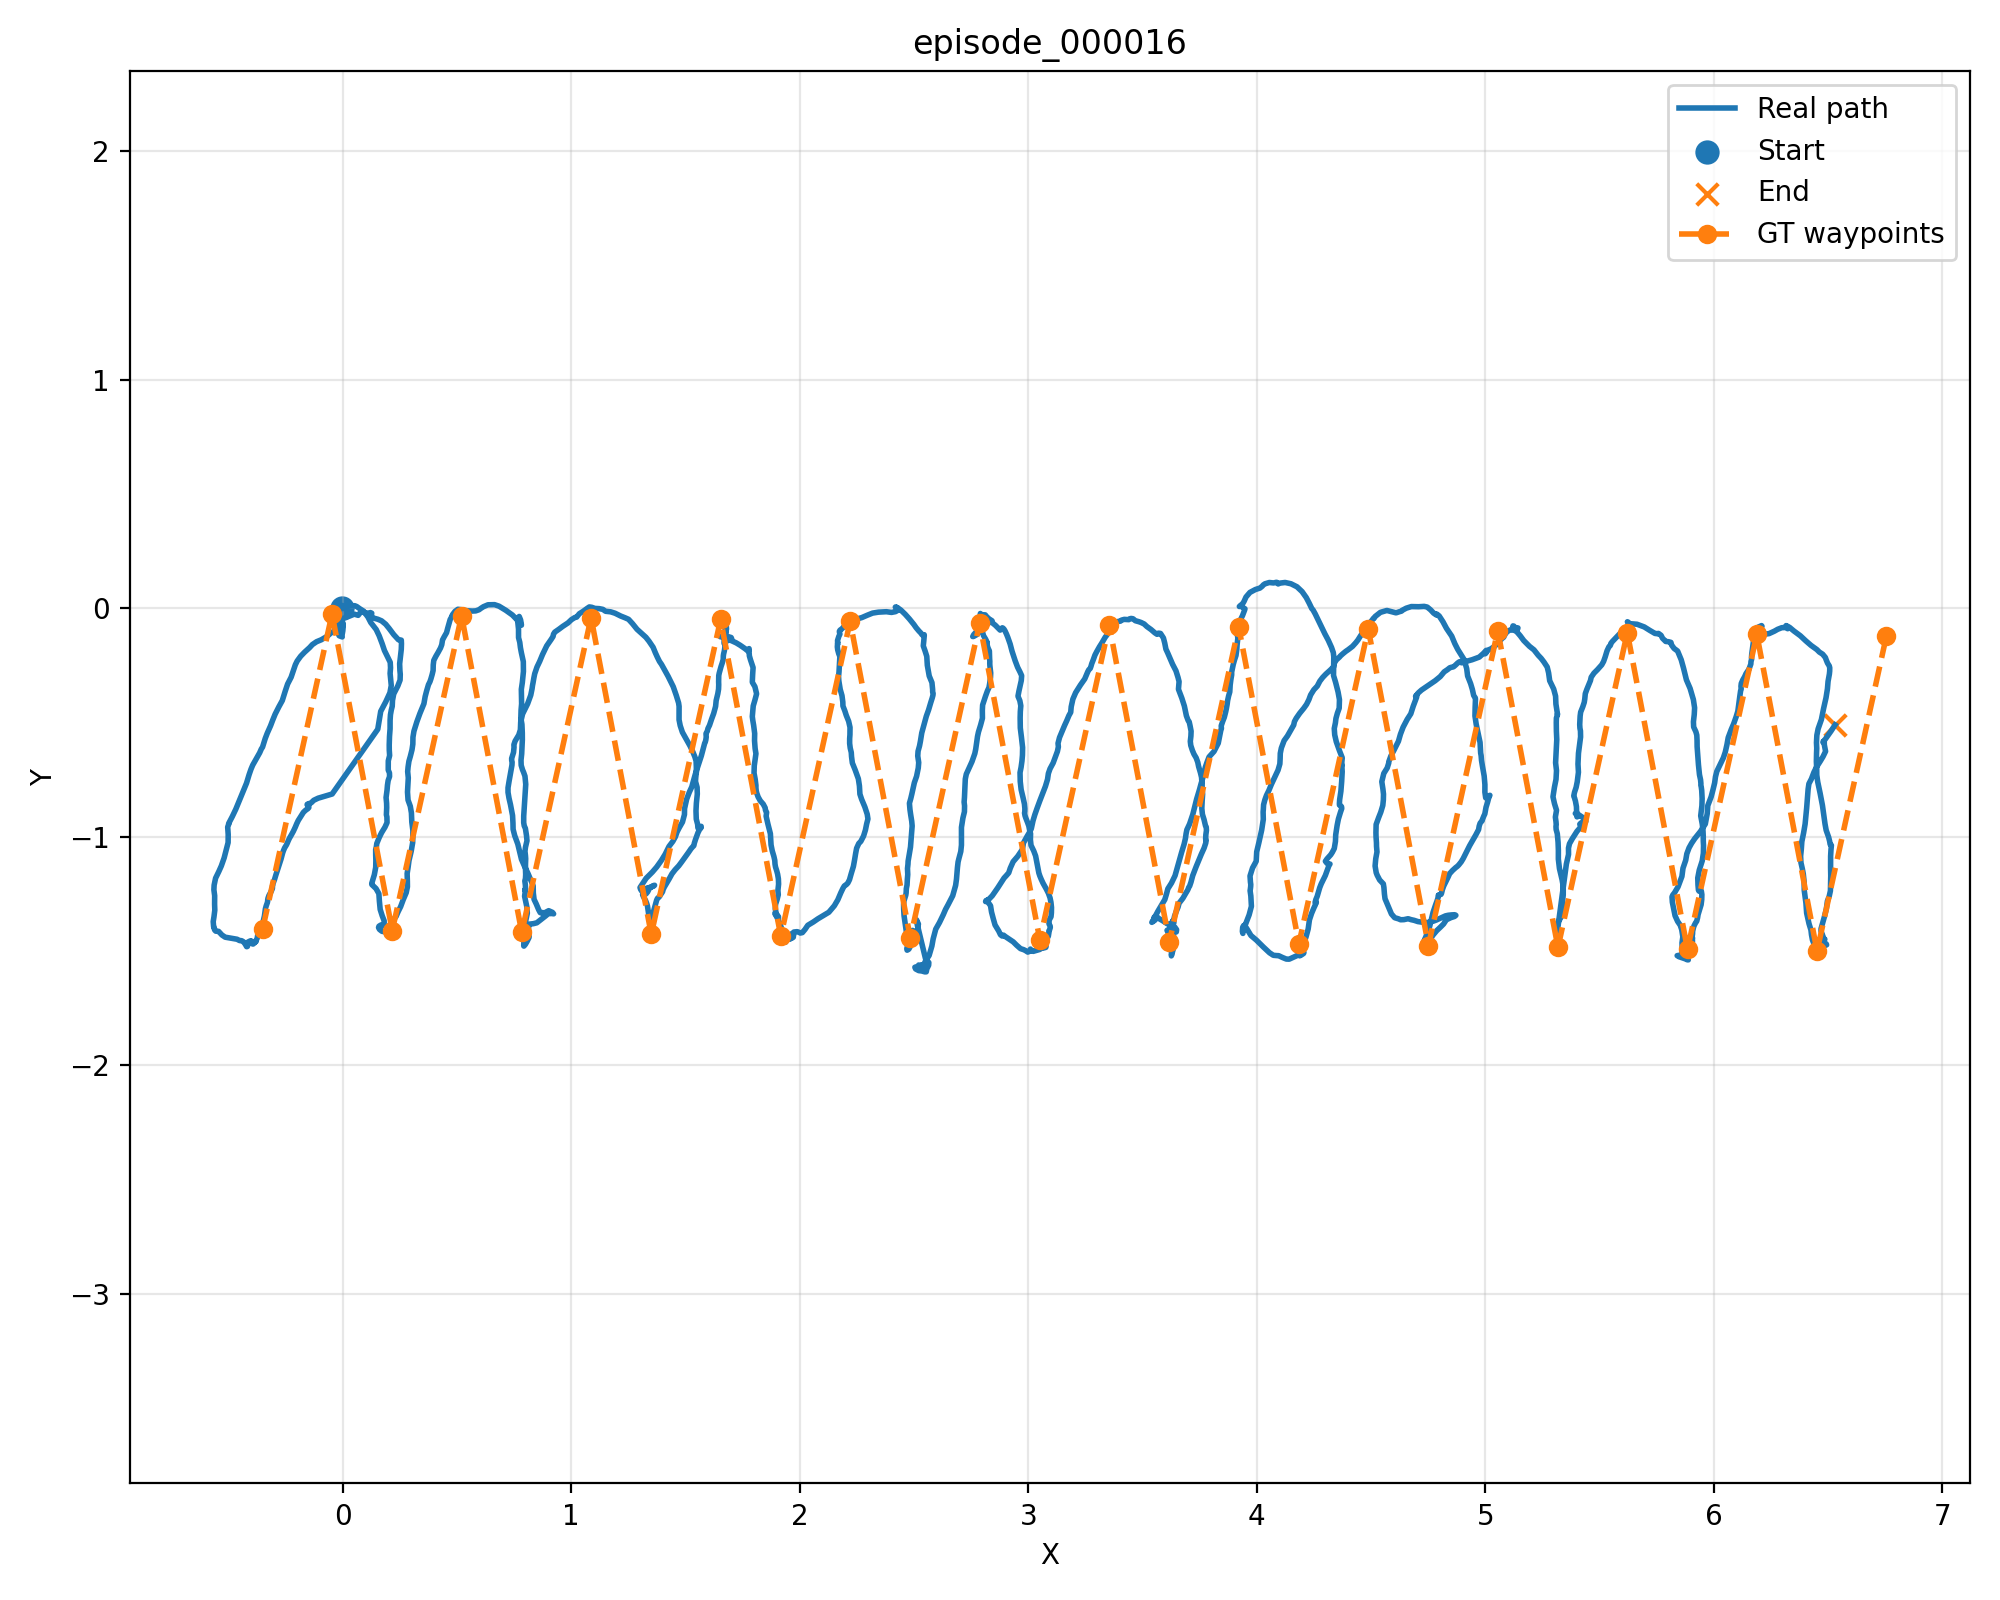 episode_000016
Real path
Start
End
GT waypoints
2
1
0
−1
−2
−3
Y
0
1
2
3
4
5
6
7
X